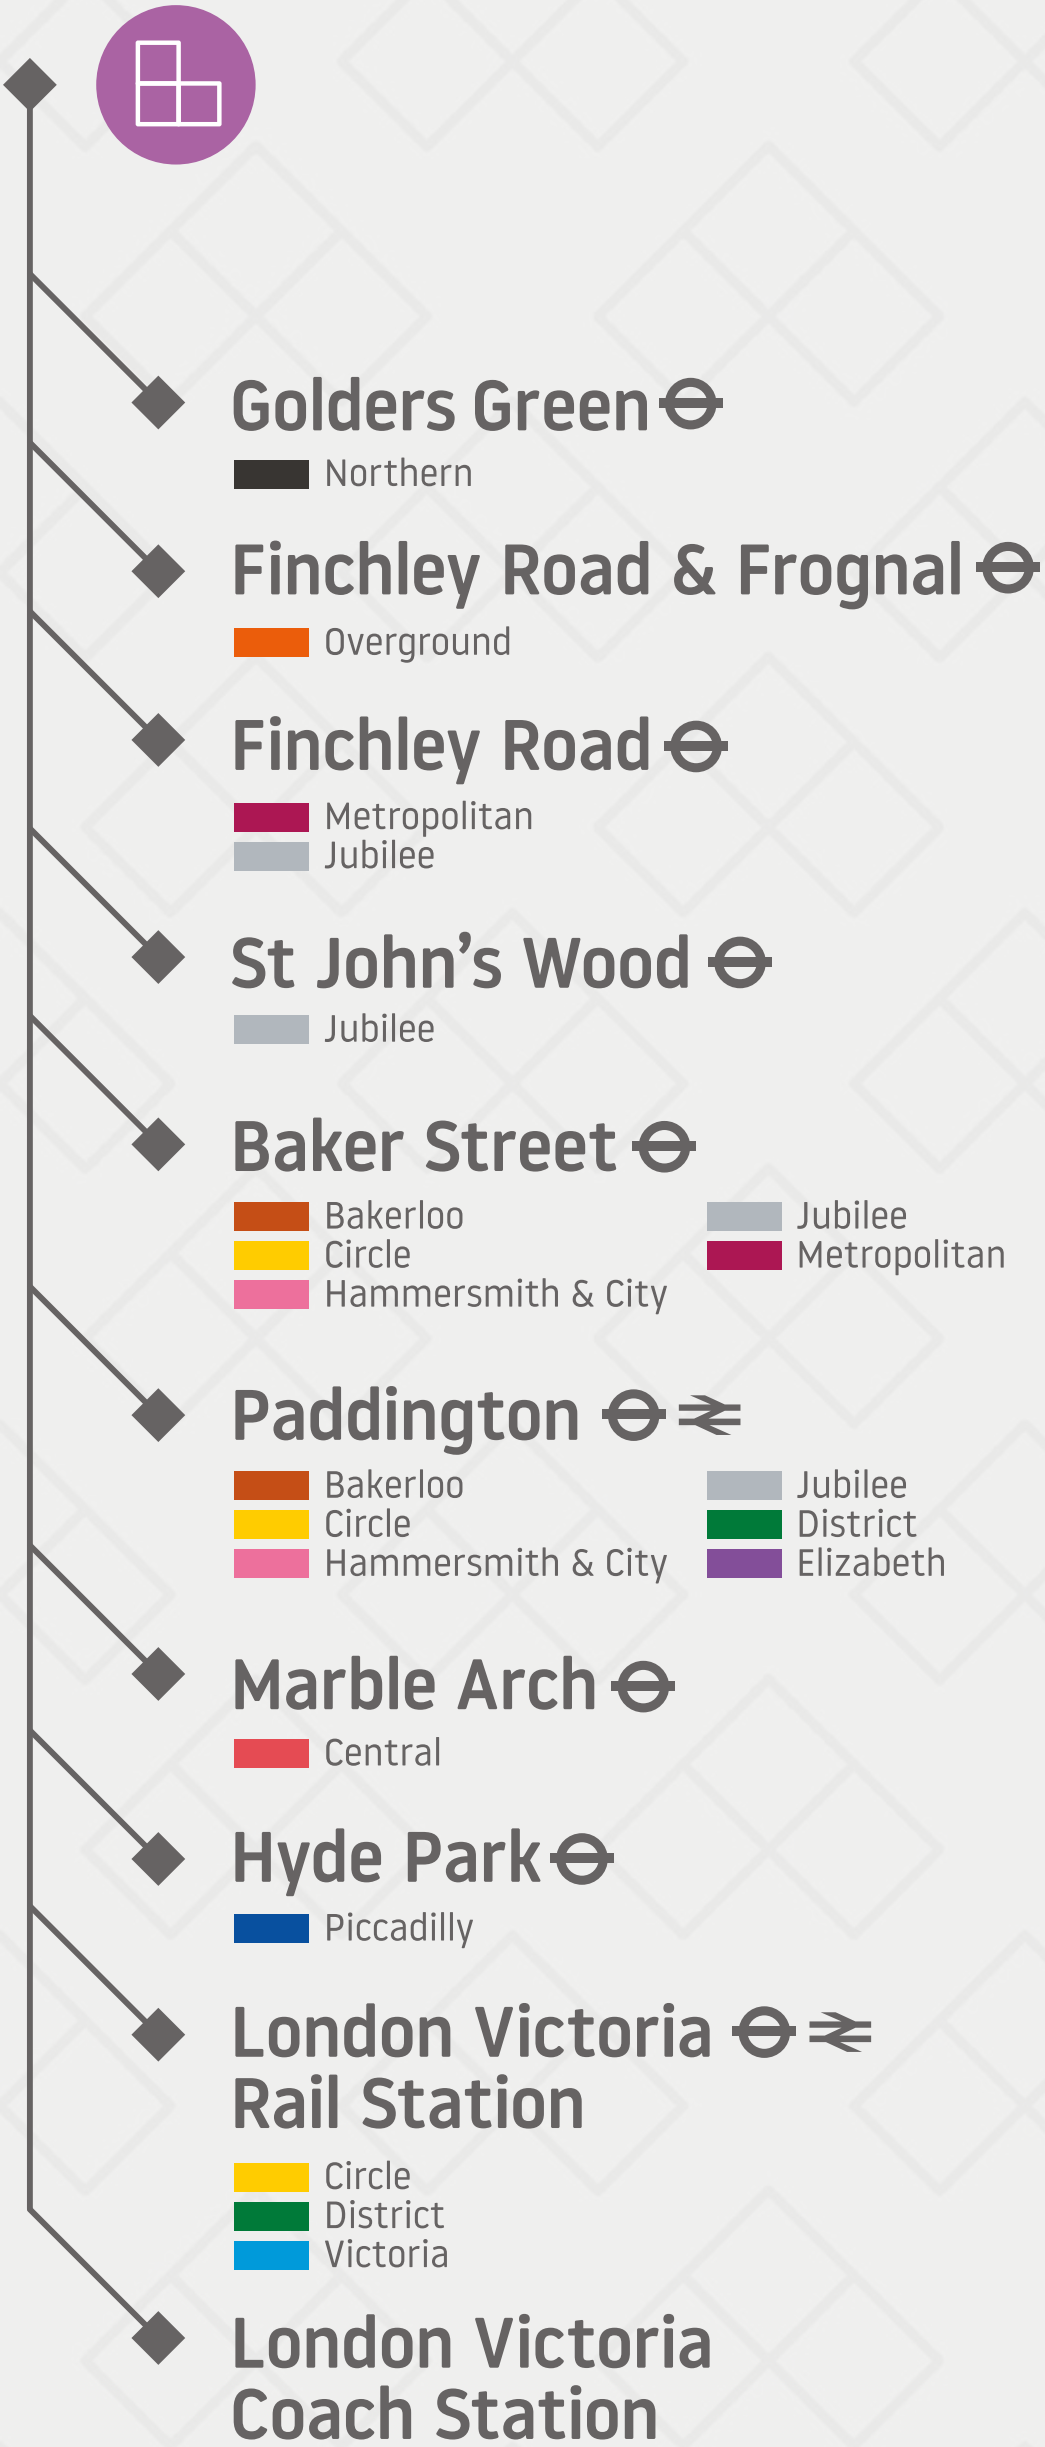 Golders Green
Northern
Finchley Road & Frognal
Overground
Finchley Road
Metropolitan
Jubilee
St John’s Wood
Jubilee
Baker Street
Bakerloo
Circle
Hammersmith & City
Jubilee
Metropolitan
Paddington
Bakerloo
Circle
Hammersmith & City
Jubilee
District
Elizabeth
Marble Arch
Central
Hyde Park
Piccadilly
London Victoria
Rail Station
Circle
District
Victoria
London Victoria
Coach Station